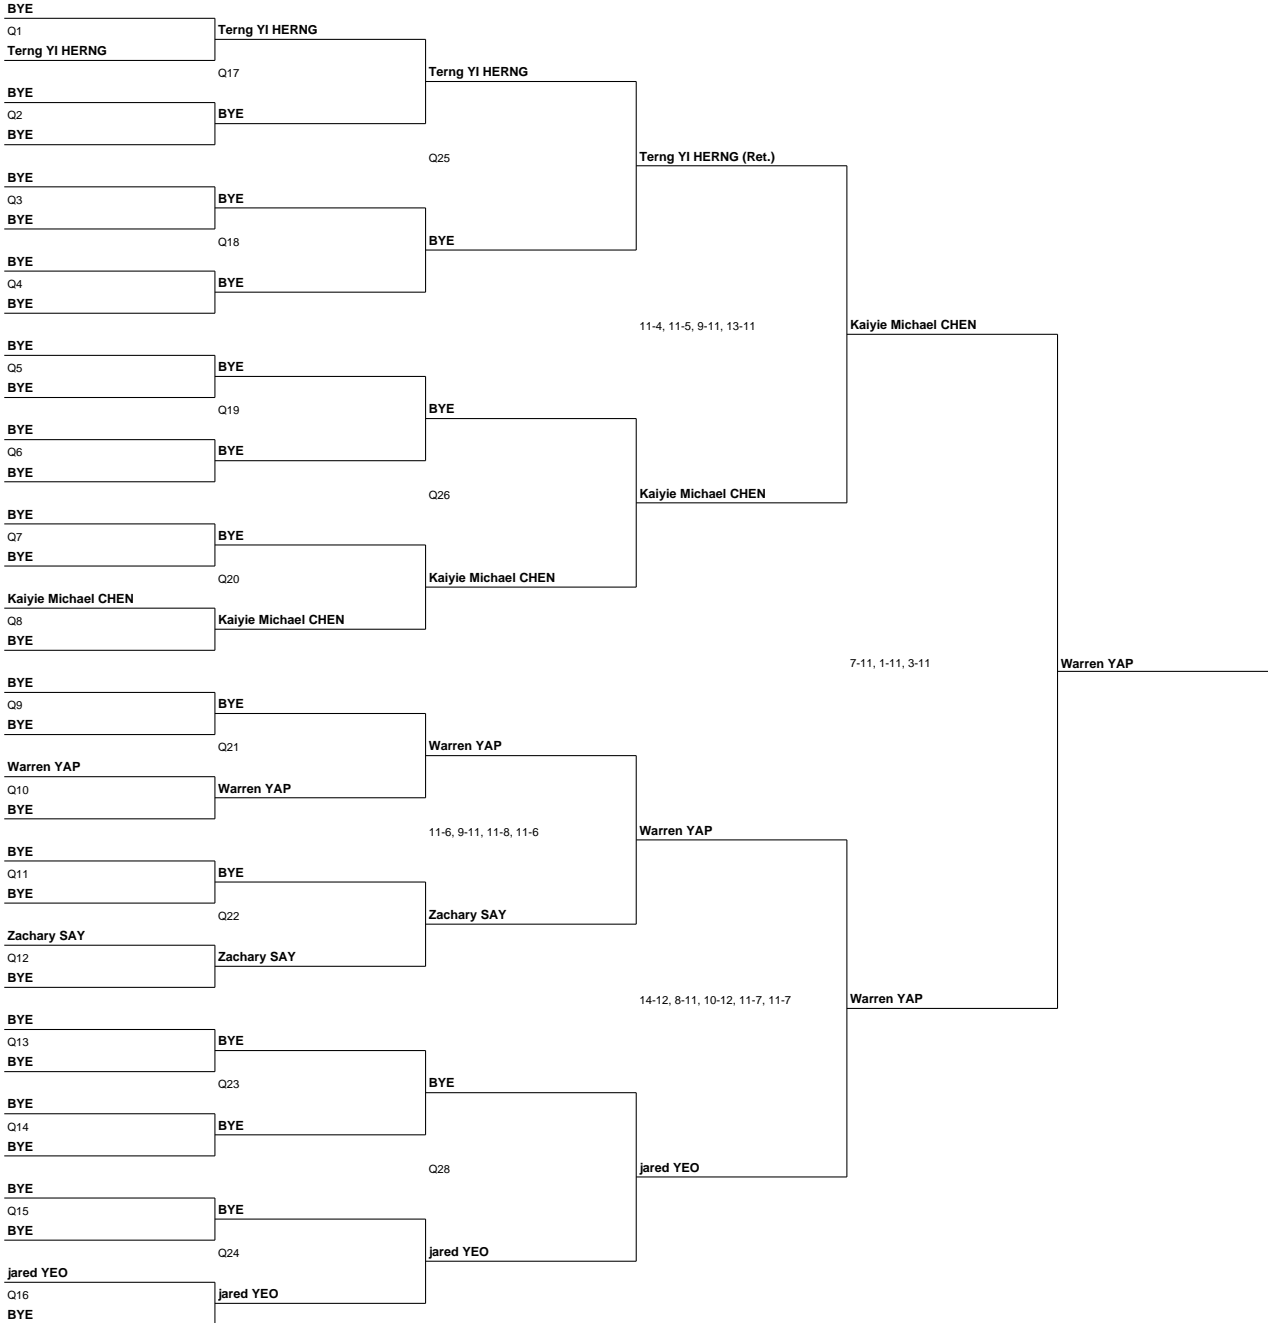 BYE
Q1
Terng YI HERNG
BYE
Q2
BYE
BYE
Q3
BYE
BYE
Q4
BYE
BYE
Q5
BYE
BYE
Q6
BYE
BYE
Q7
BYE
Kaiyie Michael CHEN
Q8
BYE
BYE
Q9
BYE
Warren YAP
Q10
BYE
BYE
Q11
BYE
Zachary SAY
Q12
BYE
BYE
Q13
BYE
BYE
Q14
BYE
BYE
Q15
BYE
jared YEO
Q16
BYE
Terng YI HERNG
Q17
BYE
BYE
Q18
BYE
BYE
Q19
BYE
BYE
Q20
Kaiyie Michael CHEN
BYE
Q21
Warren YAP
BYE
Q22
Zachary SAY
BYE
Q23
BYE
BYE
Q24
jared YEO
Terng YI HERNG
Q25
BYE
BYE
Q26
Kaiyie Michael CHEN
Warren YAP
11-6, 9-11, 11-8, 11-6
Zachary SAY
BYE
Q28
jared YEO
Terng YI HERNG (Ret.)
11-4, 11-5, 9-11, 13-11
Kaiyie Michael CHEN
Warren YAP
14-12, 8-11, 10-12, 11-7, 11-7
jared YEO
Kaiyie Michael CHEN
7-11, 1-11, 3-11
Warren YAP
Warren YAP